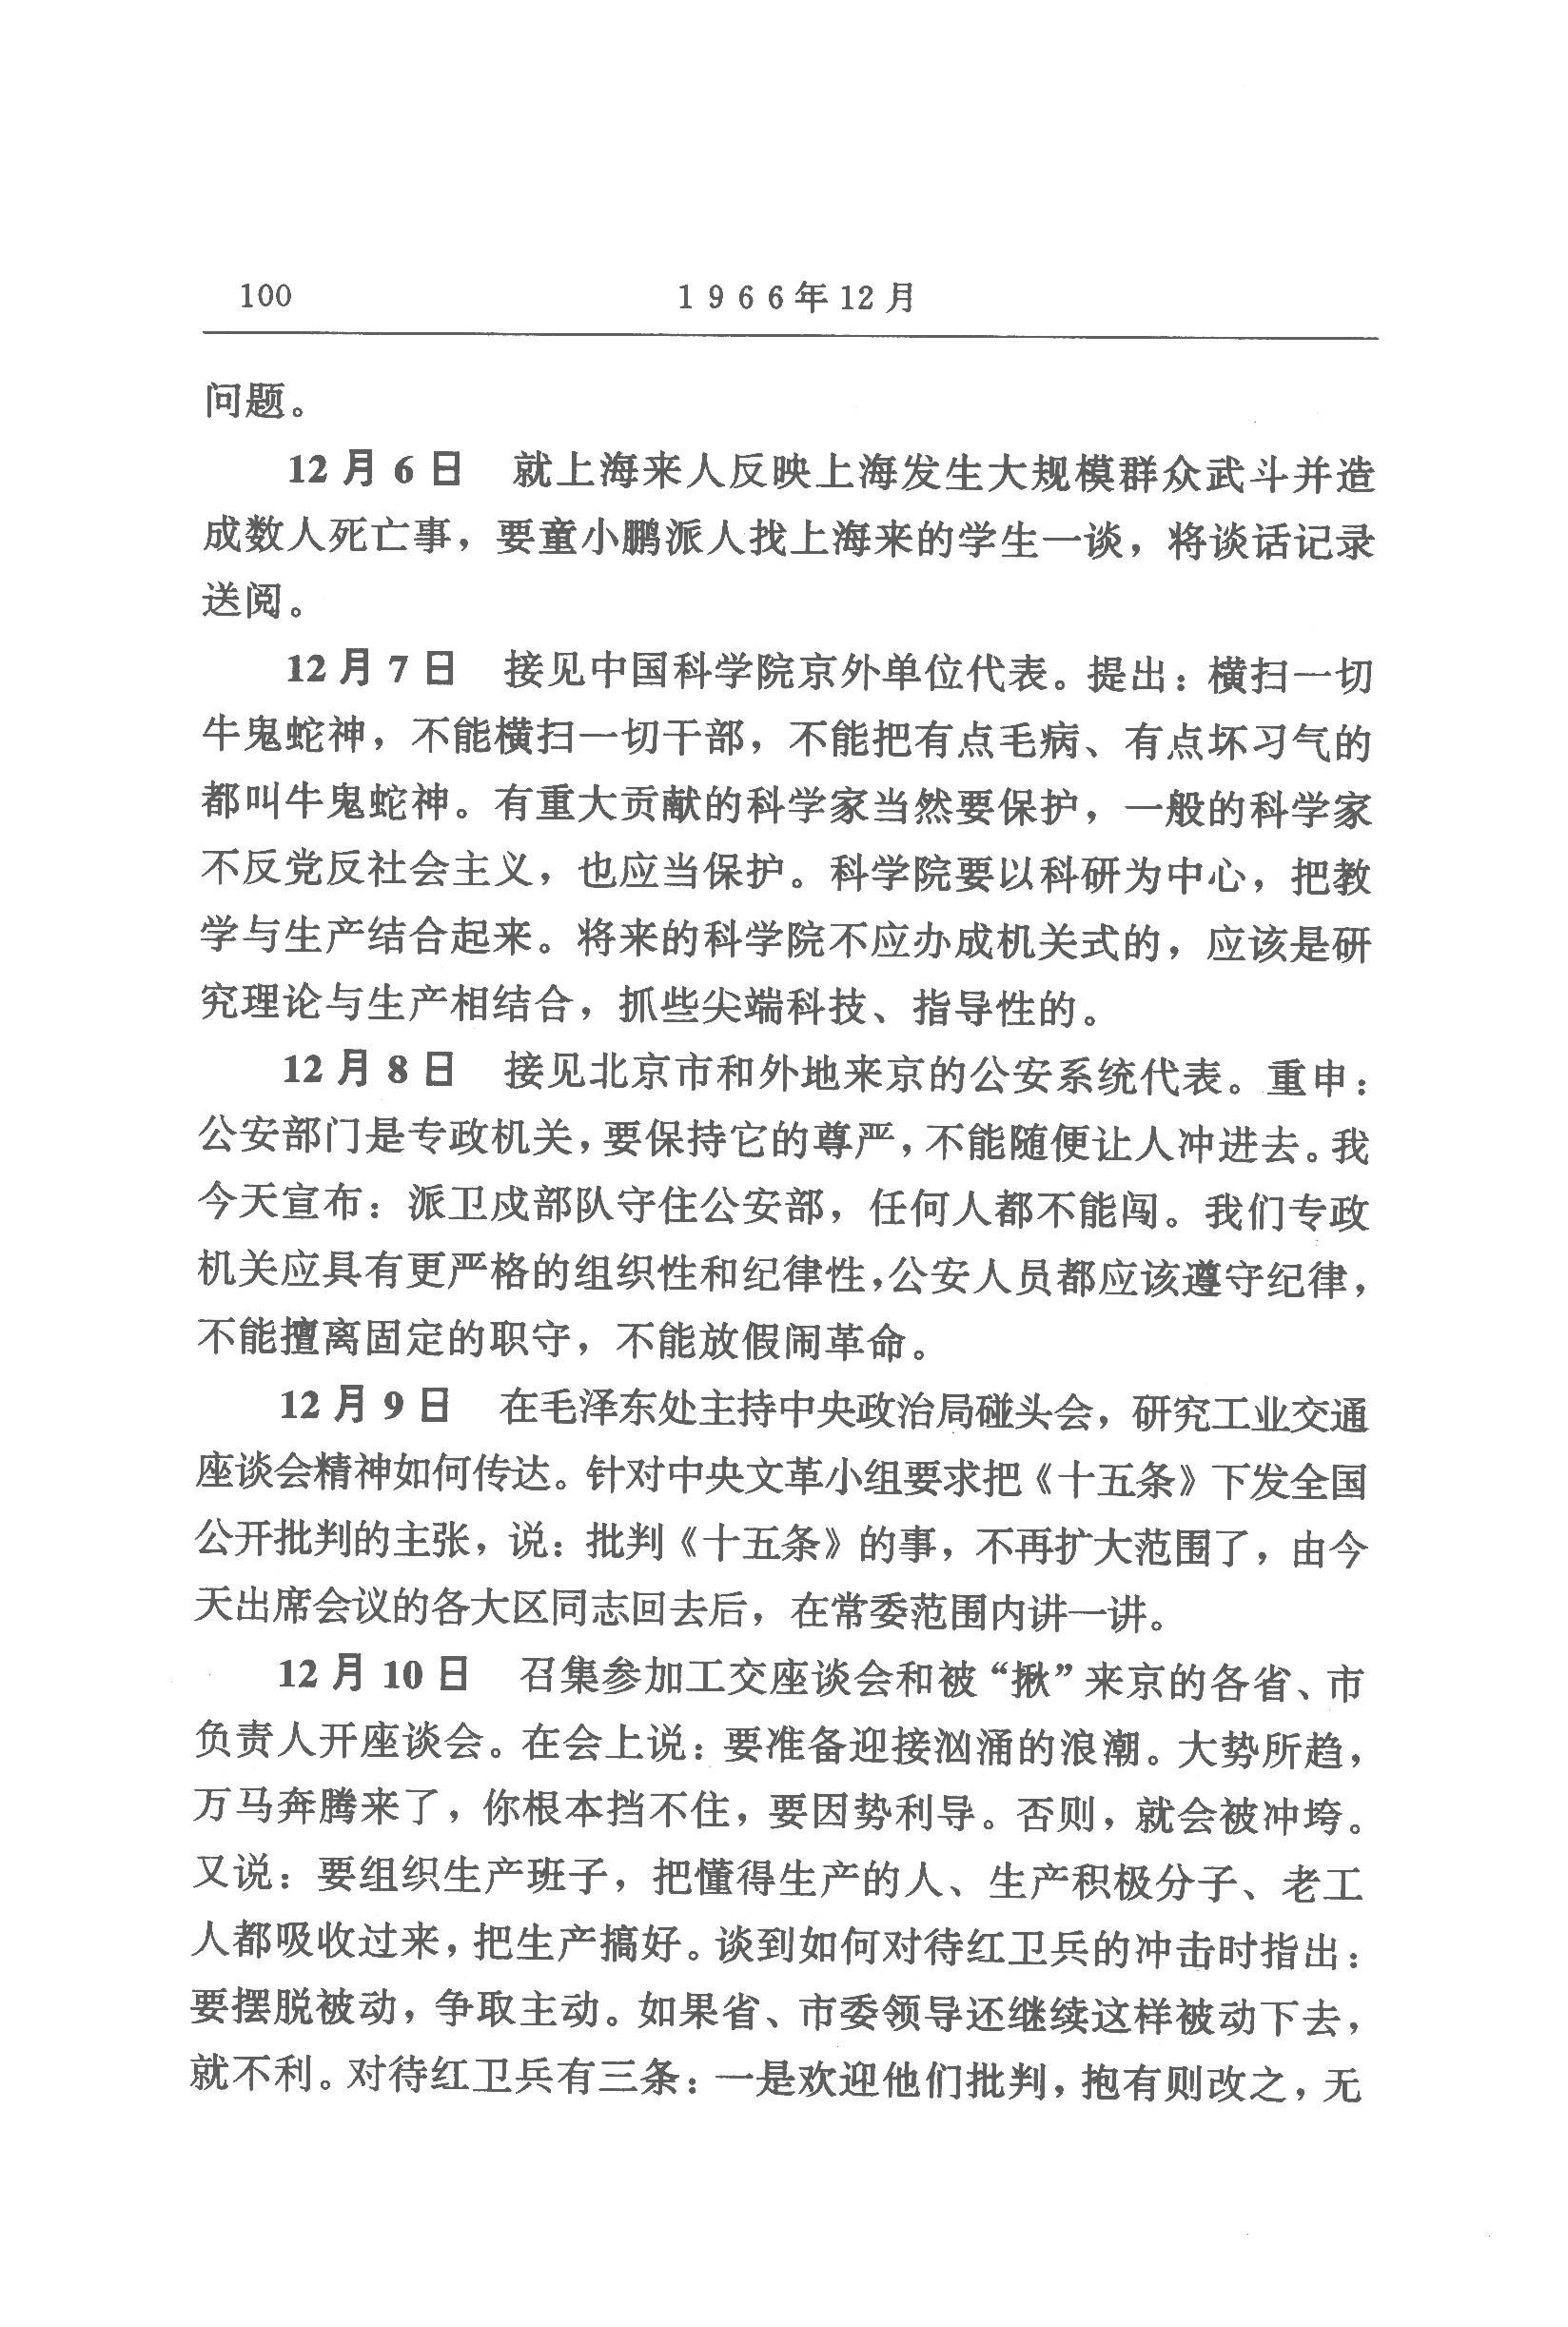 100 1966年12月
问题。
12月6日 就上海来人反映上海发生大规模群众武斗并造
成数人死亡事，要童小鹏派人找上海来的学生一谈，将谈话记录
送阅。
12月7日 接见中国科学院京外单位代表。提出：横扫一切
牛鬼蛇神，不能横扫一切干部，不能把有点毛病、有点坏习气的
都叫牛鬼蛇神。有重大贡献的科学家当然要保护，一般的科学家
不反党反社会主义，也应当保护。科学院要以科研为中心，把教
学与生产结合起来。将来的科学院不应办成机关式的，应该是研
究理论与生产相结合，抓些尖端科技、指导性的。
12月8日 接见北京市和外地来京的公安系统代表。重申：
公安部门是专政机关，要保持它的尊严，不能随便让人冲进去。我
今天宣布：派卫戍部队守住公安部，任何人都不能闯。我们专政
机关应具有更严格的组织性和纪律性，公安人员都应该遵守纪律，
不能擅离固定的职守，不能放假闹革命。
12月9日 在毛泽东处主持中央政治局碰头会，研究工业交通
座谈会精神如何传达。针对中央文革小组要求把《十五条》下发全国
公开批判的主张，说：批判《十五条》的事，不再扩大范围了，由今
天出席会议的各大区同志回去后，在常委范围内讲一讲。
12月10日 召集参加工交座谈会和被“揪”来京的各省、市
负责人开座谈会。在会上说：要准备迎接汹涌的浪潮。大势所趋，
万马奔腾来了，你根本挡不住，要因势利导。否则，就会被冲垮。
又说：要组织生产班子，把懂得生产的人、生产积极分子、老工
人都吸收过来，把生产搞好。谈到如何对待红卫兵的冲击时指出：
要摆脱被动，争取主动。如果省、市委领导还继续这样被动下去，
就不利。对待红卫兵有三条：一是欢迎他们批判，抱有则改之，无